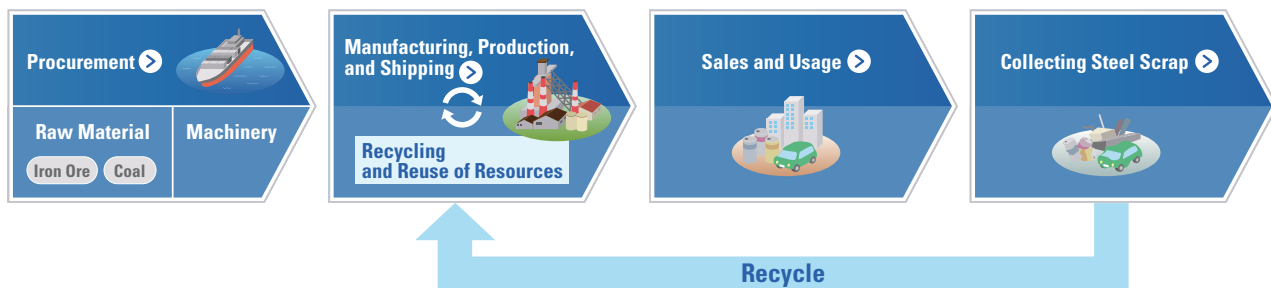 Procurement
Raw Material
Machinery
Iron Ore
Coal
Manufacturing, Production,
and Shipping
Recycling
and Reuse of Resources
Sales and Usage
Collecting Steel Scrap
Recycle